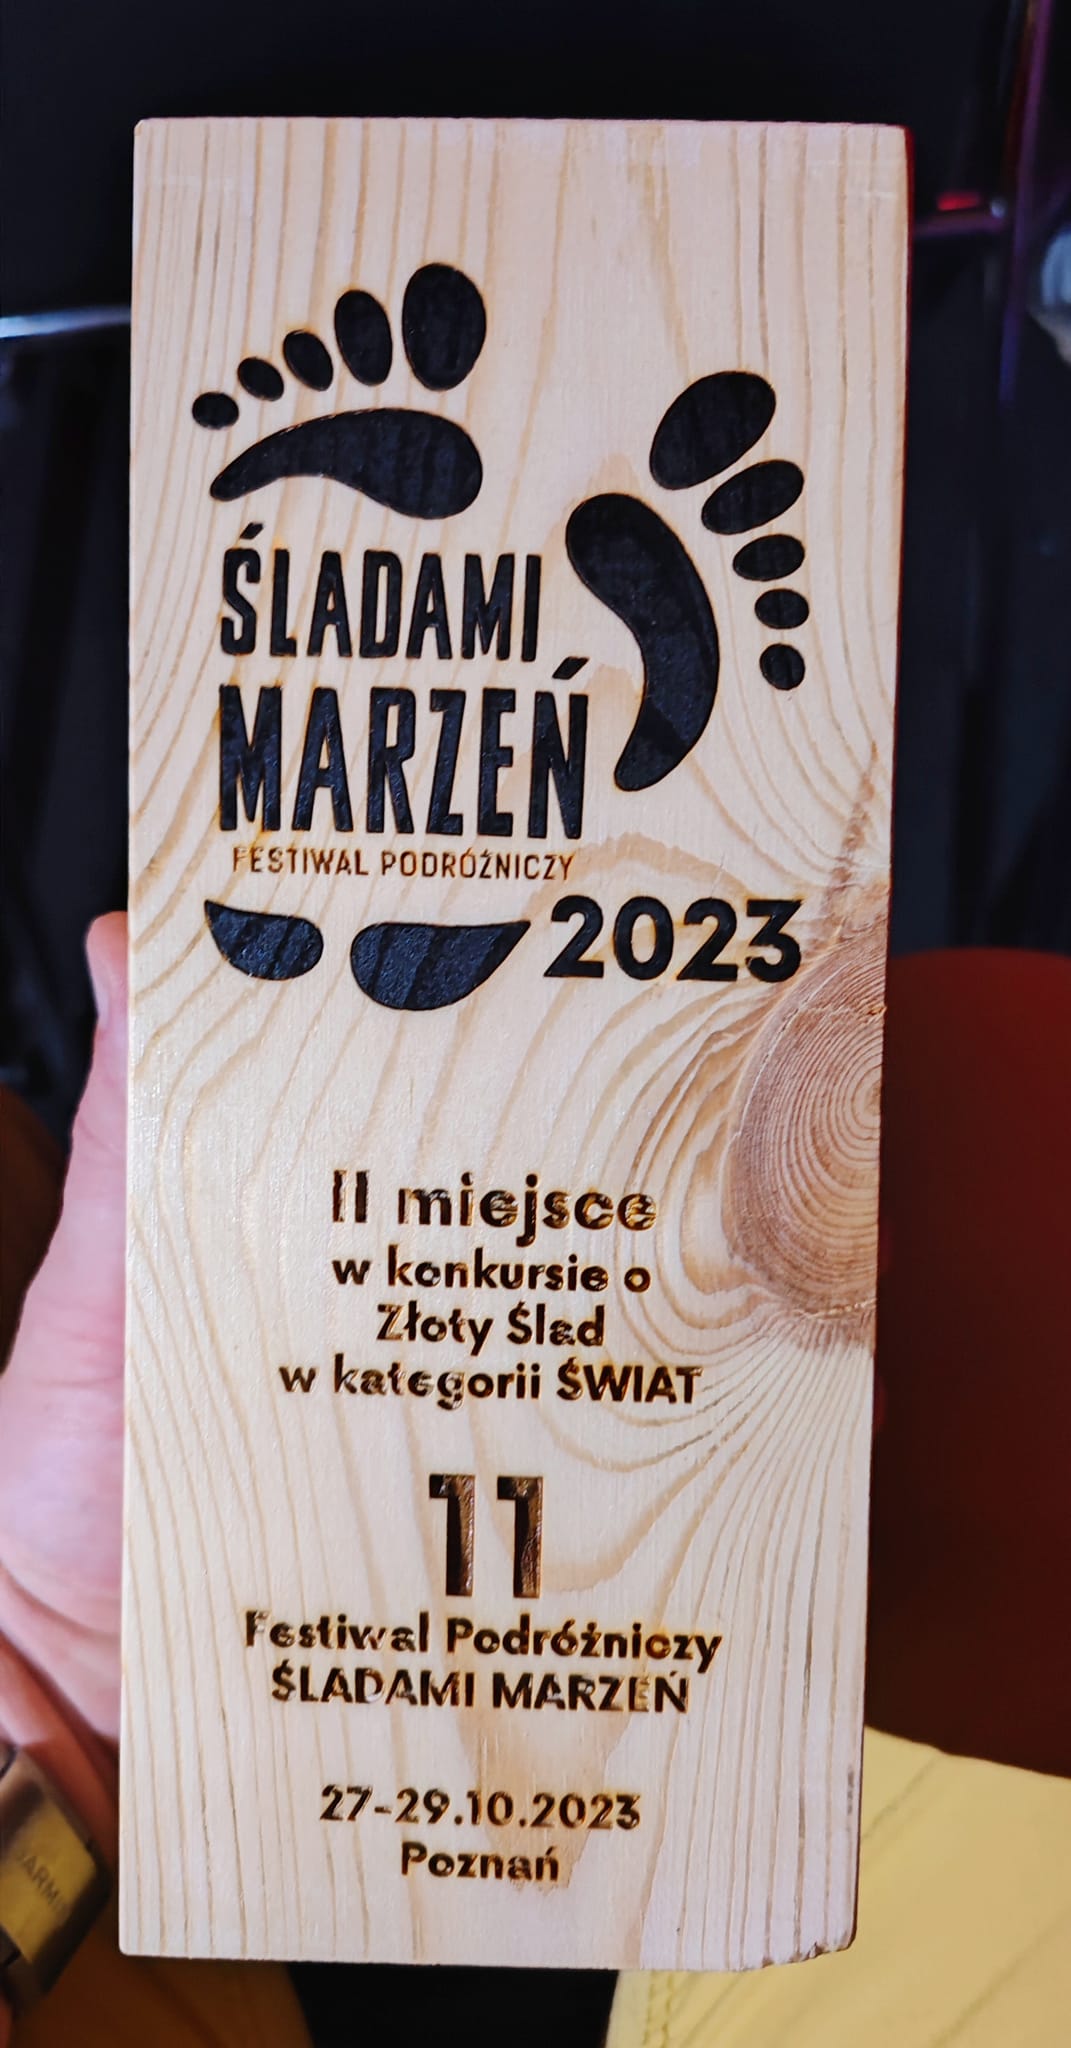 ŚLADAMI
MARZEŃ
FESTIWAL PODRÓŻNICZY
2023
II miejsce
w konkursie o
Złoty Ślad
w kategorii ŚWIAT
11
Festiwal Podróżniczy
ŚLADAMI MARZEŃ
27-29.10.2023
Poznań